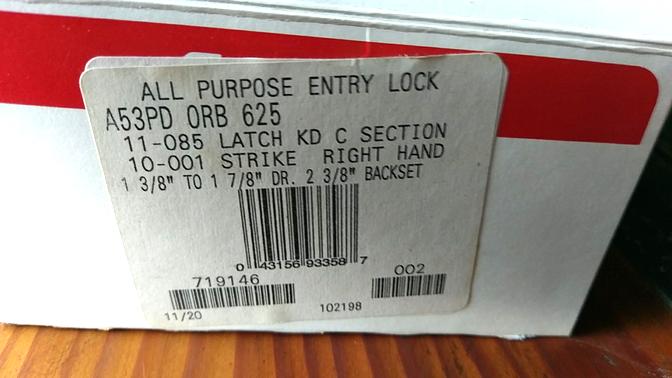 ALL PURPOSE ENTRY LOCK
A53PD ORB 625
11-085 LATCH KD C SECTION
10-001 STRIKE RIGHT HAND
1 3/8" TO 1 7/8" DR. 2 3/8" BACKSET
0 43156 93358 7
719146 002
11/20 102198